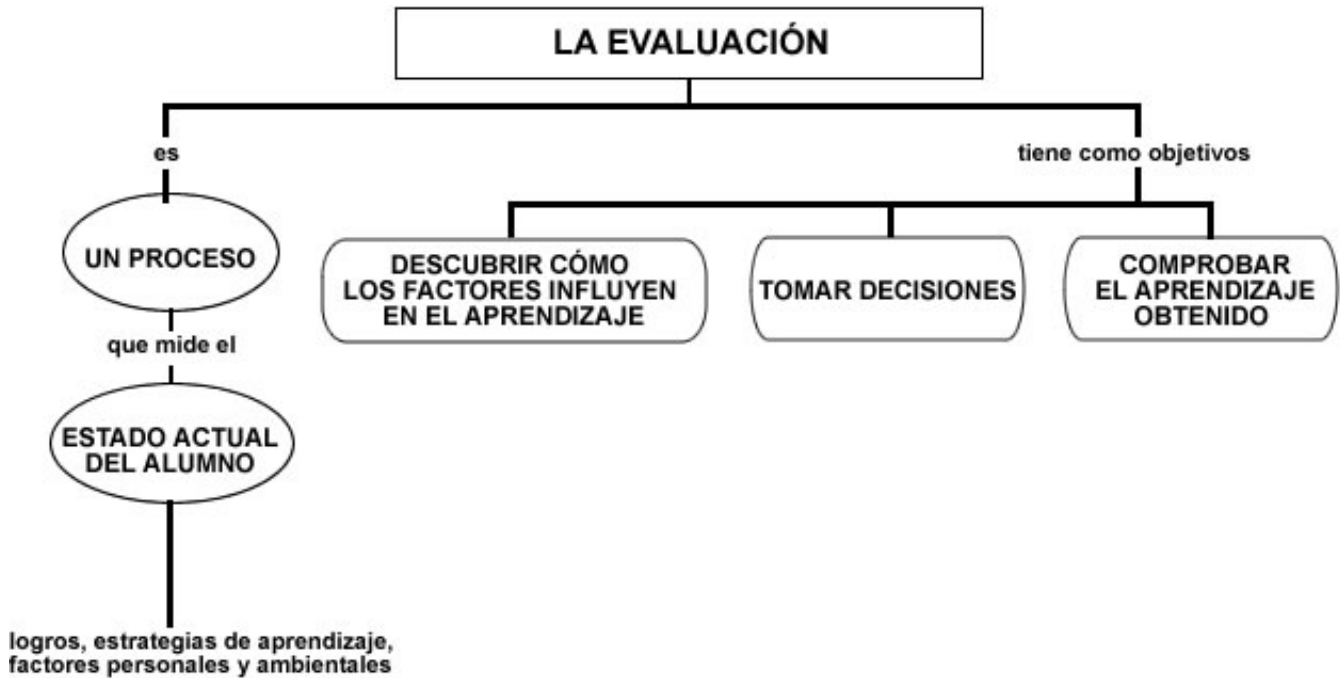 LA EVALUACIÓN
es
tiene como objetivos
UN PROCESO
DESCUBRIR CÓMO
LOS FACTORES INFLUYEN
EN EL APRENDIZAJE
TOMAR DECISIONES
COMPROBAR
EL APRENDIZAJE
OBTENIDO
que mide el
ESTADO ACTUAL
DEL ALUMNO
logros, estrategias de aprendizaje,
factores personales y ambientales